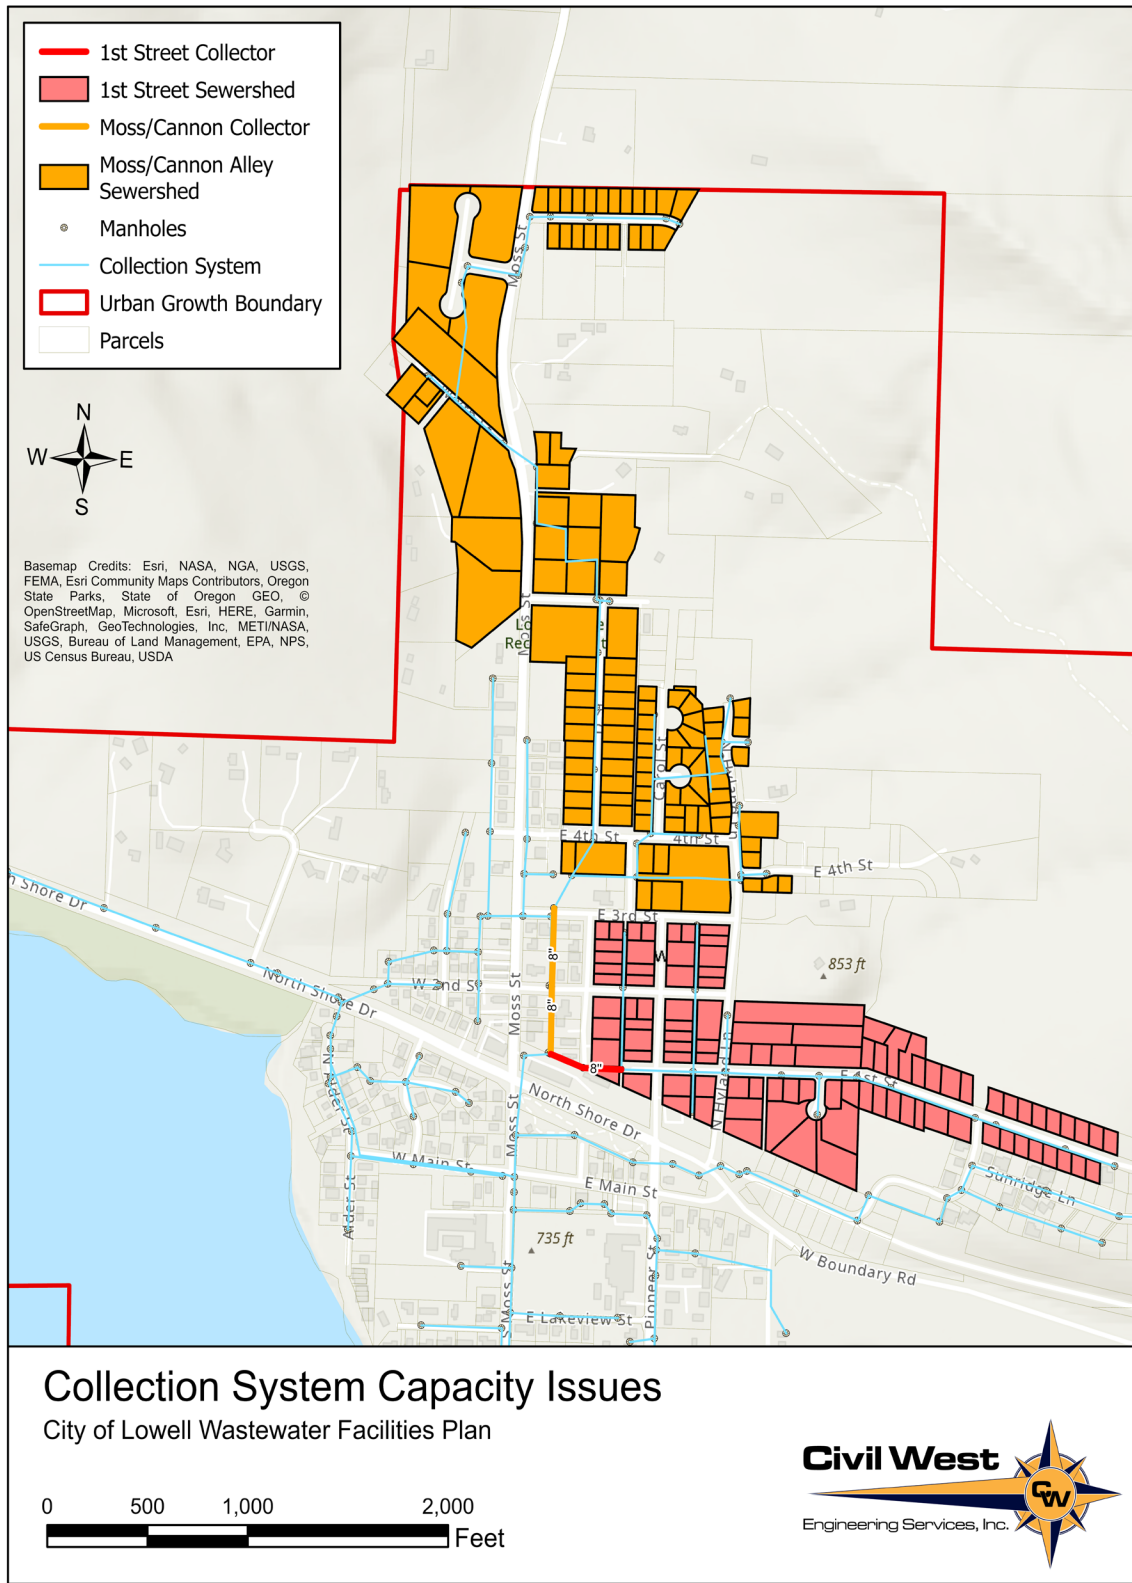 1st Street Collector
1st Street Sewershed
Moss/Cannon Collector
Moss/Cannon Alley
Sewershed
Manholes
Collection System
Urban Growth Boundary
Parcels
N
W
E
S
Basemap Credits: Esri, NASA, NGA, USGS,
FEMA, Esri Community Maps Contributors, Oregon
State Parks, State of Oregon GEO, ©
OpenStreetMap, Microsoft, Esri, HERE, Garmin,
SafeGraph, GeoTechnologies, Inc, METI/NASA,
USGS, Bureau of Land Management, EPA, NPS,
US Census Bureau, USDA
Moss St
Moss St
Carol St
E 4th St
4th St
E 4th St
E 3rd St
W
853 ft
8"
8"
8"
North Shore Dr
W 2nd S
Moss St
N Hyland Ln
E 1st St
North Shore Dr
N Alder St
Moss St
W Main St
E Main St
Sunridge Ln
Alder St
735 ft
W Boundary Rd
Pioneer St
S Moss St
E Lakeview St
Collection System Capacity Issues
City of Lowell Wastewater Facilities Plan
0 500 1,000 2,000
Feet
Civil West
CW
Engineering Services, Inc.